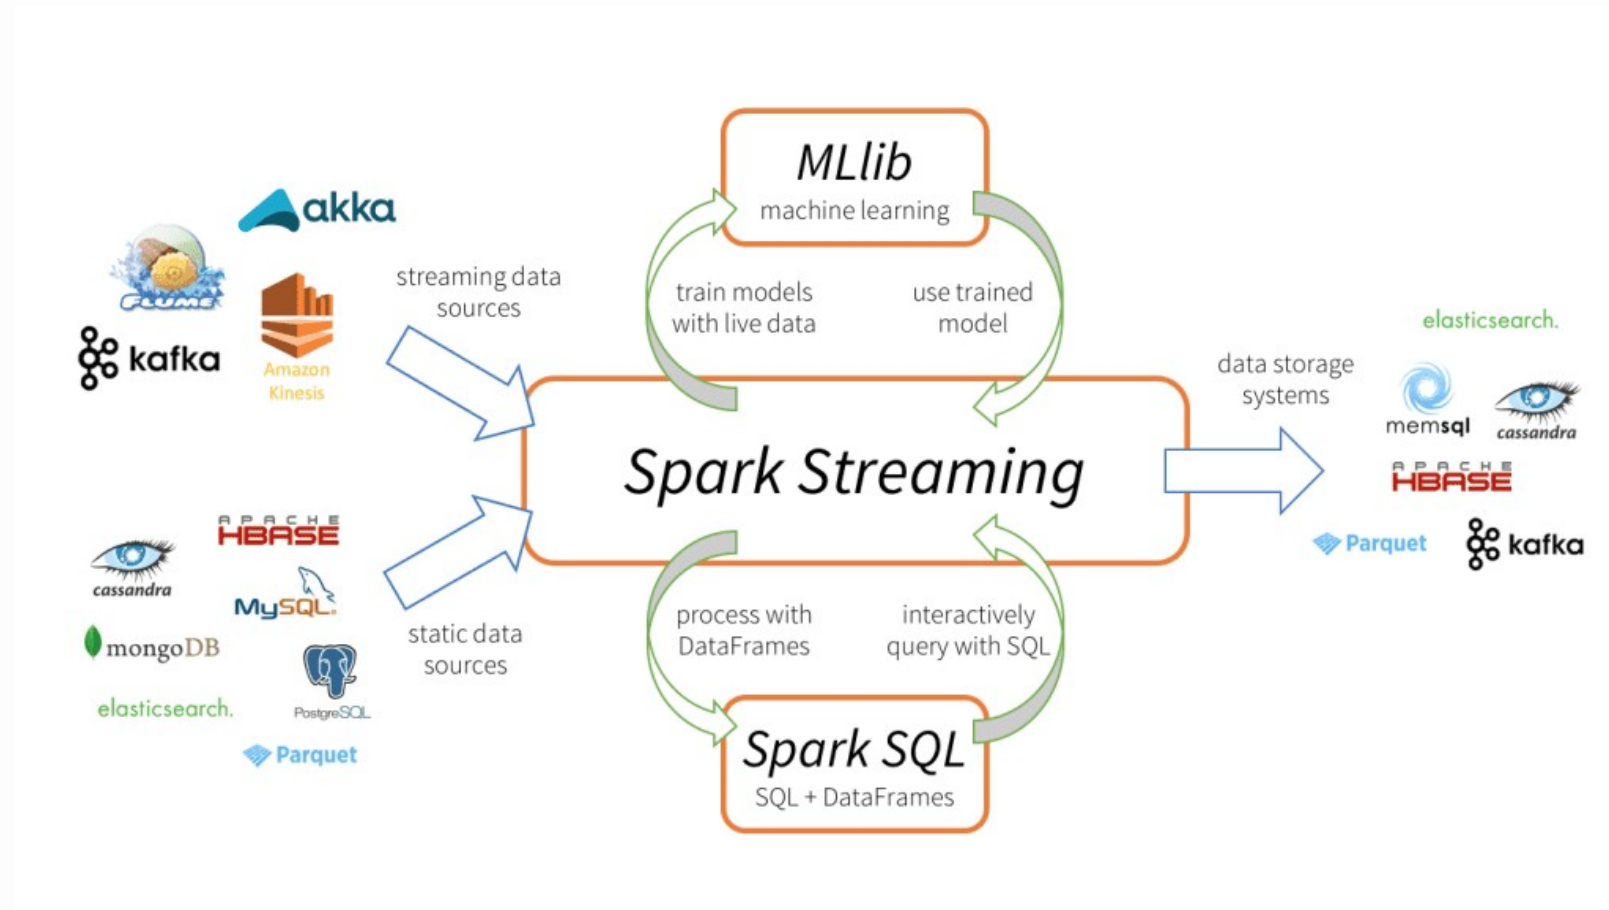 MLlib
machine learning
akka
FLUME
kafka
Amazon
Kinesis
streaming data
sources
train models
with live data
use trained
model
Spark Streaming
data storage
systems
elasticsearch.
memsql
cassandra
APACHE
HBASE
Parquet
kafka
APACHE
HBASE
cassandra
MySQL.
mongoDB
PostgreSQL
elasticsearch.
Parquet
static data
sources
process with
DataFrames
interactively
query with SQL
Spark SQL
SQL + DataFrames